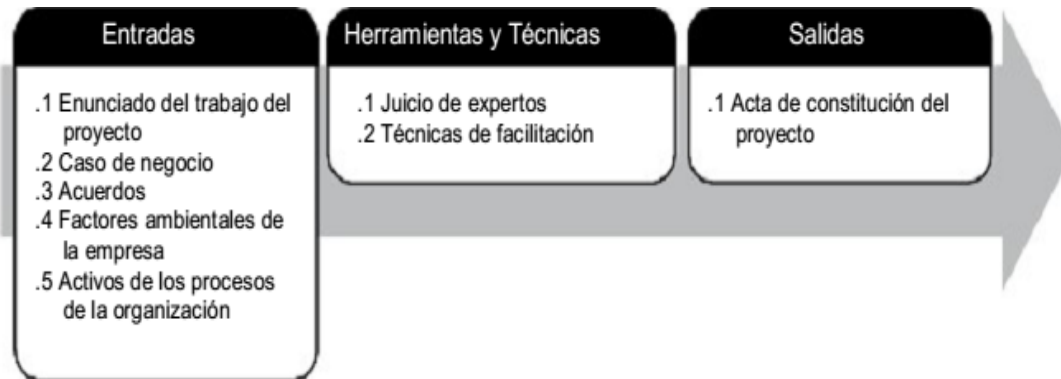 Entradas
.1 Enunciado del trabajo del
proyecto
.2 Caso de negocio
.3 Acuerdos
.4 Factores ambientales de
la empresa
.5 Activos de los procesos
de la organización
Herramientas y Técnicas
.1 Juicio de expertos
.2 Técnicas de facilitación
Salidas
.1 Acta de constitución del
proyecto